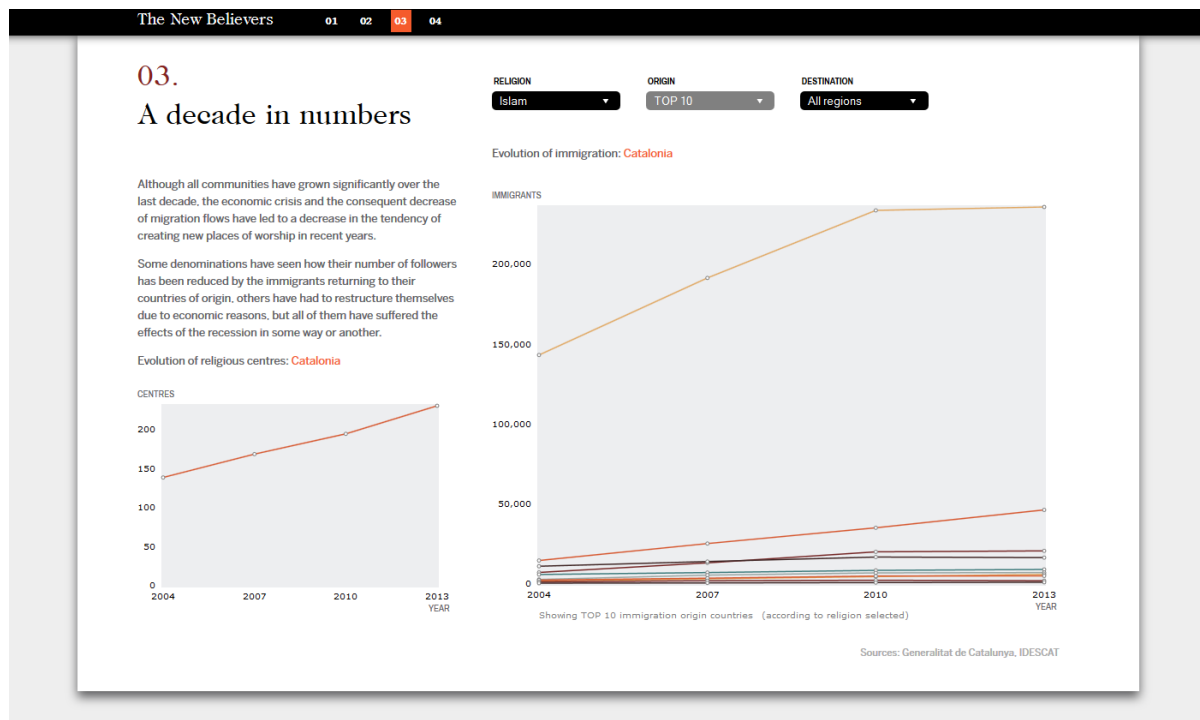 The New Believers 01 02 03 04
03.
A decade in numbers
Although all communities have grown significantly over the
last decade, the economic crisis and the consequent decrease
of migration flows have led to a decrease in the tendency of
creating new places of worship in recent years.
Some denominations have seen how their number of followers
has been reduced by the immigrants returning to their
countries of origin, others have had to restructure themselves
due to economic reasons, but all of them have suffered the
effects of the recession in some way or another.
Evolution of religious centres: Catalonia
CENTRES
200
150
100
50
0
2004 2007 2010 2013
YEAR
RELIGION ORIGIN DESTINATION
Islam TOP 10 All regions
Evolution of immigration: Catalonia
IMMIGRANTS
200,000
150,000
100,000
50,000
0
2004 2007 2010 2013
YEAR
Showing TOP 10 immigration origin countries (according to religion selected)
Sources: Generalitat de Catalunya, IDESCAT